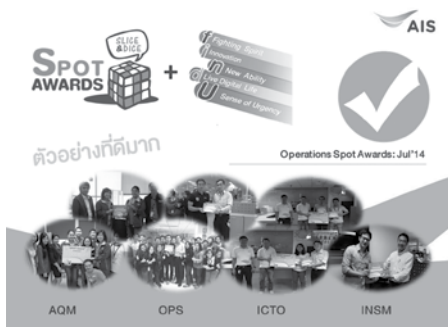 SLICE
&DICE
SPOT
AWARDS
+
Fighting Spirit
Innovation
New Ability
Live Digital Life
Sense of Urgency
AIS
ตัวอย่างที่ดีมาก
Operations Spot Awards: Jul'14
AQM
OPS
ICTO
INSM